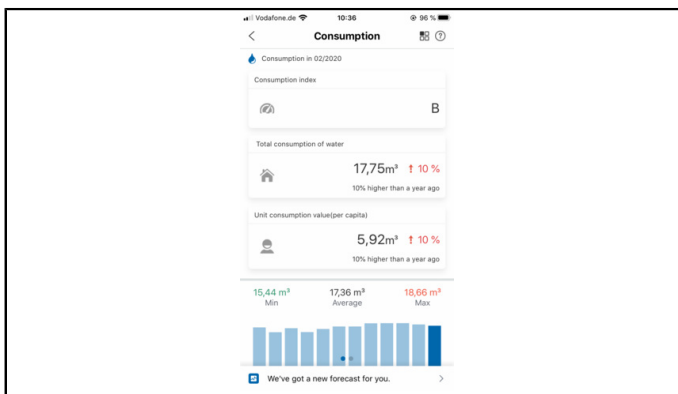 Vodafone.de 10:36 96 %
Consumption
Consumption in 02/2020
Consumption index
B
Total consumption of water
17,75m³ ↑ 10 %
10% higher than a year ago
Unit consumption value(per capita)
5,92m³ ↑ 10 %
10% higher than a year ago
15,44 m³ 17,36 m³ 18,66 m³
Min Average Max
We've got a new forecast for you.